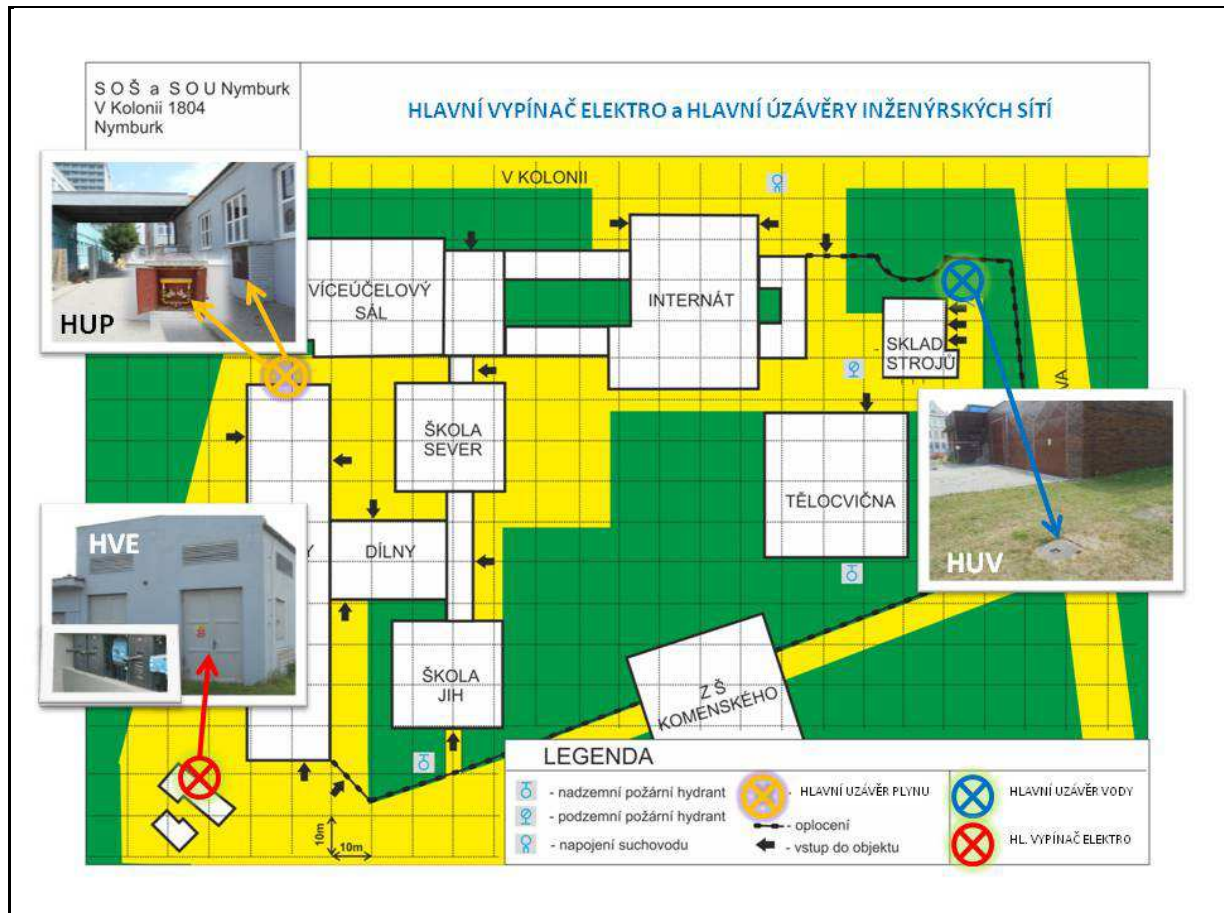 S O Š a S O U Nymburk
V Kolonii 1804
Nymburk
HLAVNÍ VYPÍNAČ ELEKTRO a HLAVNÍ ÚZÁVĚRY INŽENÝRSKÝCH SÍTÍ
V KOLONII
HUP
VÍCEÚČELOVÝ
SÁL
INTERNÁT
SKLAD
STROJŮ
VA
ŠKOLA
SEVER
TĚLOCVIČNA
HUV
HVE
Y
DÍLNY
ŠKOLA
JIH
Z Š
KOMENSKÉHO
10m
10m
LEGENDA
- nadzemní požární hydrant
- podzemní požární hydrant
- napojení suchovodu
- HLAVNÍ UZÁVĚR PLYNU
- oplocení
- vstup do objektu
HLAVNÍ UZÁVĚR VODY
HL. VYPÍNAČ ELEKTRO